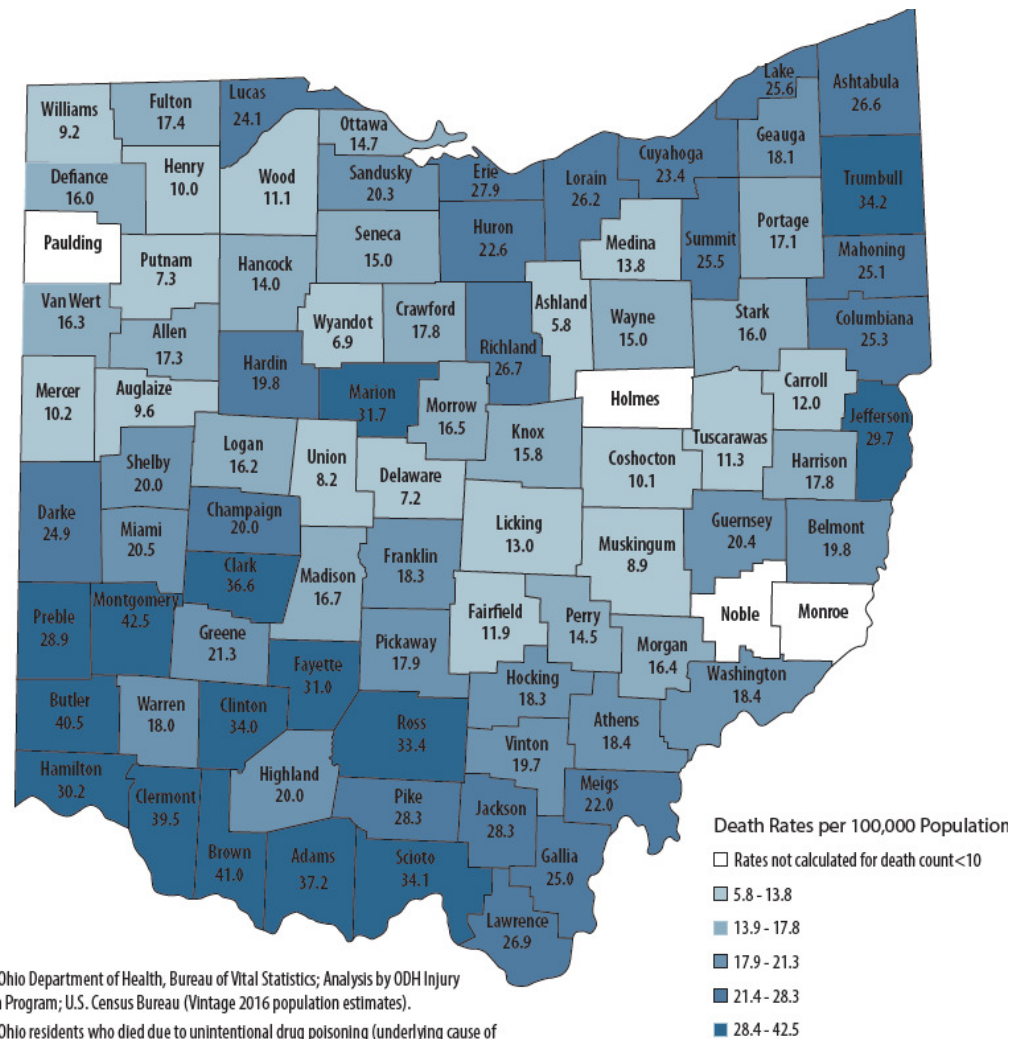 Lake
25.6
Ashtabula
26.6
Williams
9.2
Fulton
17.4
Lucas
24.1
Ottawa
14.7
Geauga
18.1
Cuyahoga
23.4
Defiance
16.0
Henry
10.0
Wood
11.1
Sandusky
20.3
Erie
27.9
Lorain
26.2
Trumbull
34.2
Paulding
Putnam
7.3
Hancock
14.0
Seneca
15.0
Huron
22.6
Medina
13.8
Summit
25.5
Portage
17.1
Mahoning
25.1
Van Wert
16.3
Allen
17.3
Wyandot
6.9
Crawford
17.8
Richland
26.7
Ashland
5.8
Wayne
15.0
Stark
16.0
Columbiana
25.3
Mercer
10.2
Auglaize
9.6
Hardin
19.8
Marion
31.7
Morrow
16.5
Holmes
Carroll
12.0
Jefferson
29.7
Shelby
20.0
Logan
16.2
Union
8.2
Delaware
7.2
Knox
15.8
Coshocton
10.1
Tuscarawas
11.3
Harrison
17.8
Darke
24.9
Miami
20.5
Champaign
20.0
Licking
13.0
Muskingum
8.9
Guernsey
20.4
Belmont
19.8
Clark
36.6
Madison
16.7
Franklin
18.3
Preble
28.9
Montgomery
42.5
Greene
21.3
Fayette
31.0
Pickaway
17.9
Fairfield
11.9
Perry
14.5
Morgan
16.4
Noble
Monroe
Washington
18.4
Butler
40.5
Warren
18.0
Clinton
34.0
Ross
33.4
Hocking
18.3
Athens
18.4
Hamilton
30.2
Clermont
39.5
Highland
20.0
Vinton
19.7
Pike
28.3
Jackson
28.3
Meigs
22.0
Brown
41.0
Adams
37.2
Scioto
34.1
Gallia
25.0
Lawrence
26.9
Death Rates per 100,000 Population
Rates not calculated for death count<10
5.8 - 13.8
13.9 - 17.8
17.9 - 21.3
21.4 - 28.3
28.4 - 42.5
Ohio Department of Health, Bureau of Vital Statistics; Analysis by ODH Injury
Program; U.S. Census Bureau (Vintage 2016 population estimates).
Ohio residents who died due to unintentional drug poisoning (underlying cause of